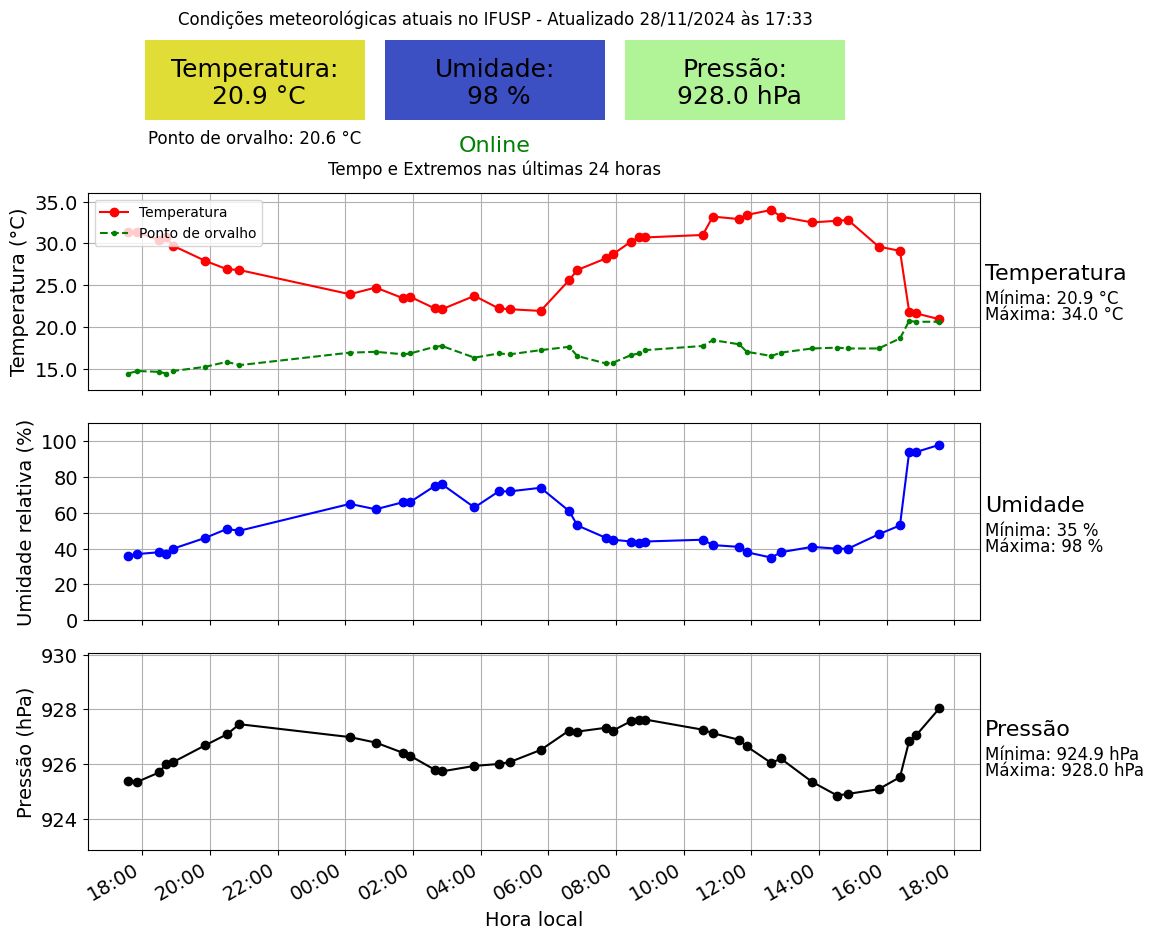 Condições meteorológicas atuais no IFUSP - Atualizado 28/11/2024 às 17:33
Temperatura:
20.9 °C
Umidade:
98 %
Pressão:
928.0 hPa
Ponto de orvalho: 20.6 °C
Online
Tempo e Extremos nas últimas 24 horas
Temperatura (°C)
35.0
30.0
25.0
20.0
15.0
Temperatura
Ponto de orvalho
Temperatura
Mínima: 20.9 °C
Máxima: 34.0 °C
Umidade relativa (%)
100
80
60
40
20
0
Umidade
Mínima: 35 %
Máxima: 98 %
Pressão (hPa)
930
928
926
924
Pressão
Mínima: 924.9 hPa
Máxima: 928.0 hPa
18:00 20:00 22:00 00:00 02:00 04:00 06:00 08:00 10:00 12:00 14:00 16:00 18:00
Hora local